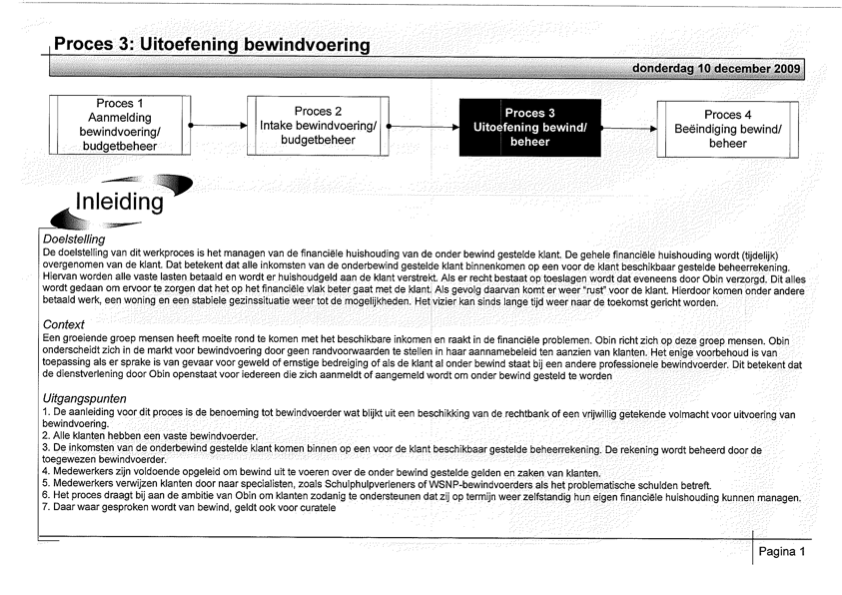 Proces 3: Uitoefening bewindvoering
donderdag 10 december 2009
Proces 1
Aanmelding
bewindvoering/
budgetbeheer
Proces 2
Intake bewindvoering/
budgetbeheer
Proces 3
Uitoefening bewind/
beheer
Proces 4
Beëindiging bewind/
beheer
Inleiding
Doelstelling
De doelstelling van dit werkproces is het managen van de financiële huishouding van de onder bewind gestelde klant. De gehele financiële huishouding wordt (tijdelijk)
overgenomen van de klant. Dat betekent dat alle inkomsten van de onderbewind gestelde klant binnenkomen op een voor de klant beschikbaar gestelde beheerrekening.
Hiervan worden alle vaste lasten betaald en wordt er huishoudgeld aan de klant verstrekt. Als er recht bestaat op toeslagen wordt dat eveneens door Obin verzorgd. Dit alles
wordt gedaan om ervoor te zorgen dat het op het financiële vlak beter gaat met de klant. Als gevolg daarvan komt er weer "rust" voor de klant. Hierdoor komen onder andere
betaald werk, een woning en een stabiele gezinssituatie weer tot de mogelijkheden. Het vizier kan sinds lange tijd weer naar de toekomst gericht worden.
Context
Een groeiende groep mensen heeft moeite rond te komen met het beschikbare inkomen en raakt in de financiële problemen. Obin richt zich op deze groep mensen. Obin
onderscheidt zich in de markt voor bewindvoering door geen randvoorwaarden te stellen in haar aannamebeleid ten aanzien van klanten. Het enige voorbehoud is van
toepassing als er sprake is van gevaar voor geweld of ernstige bedreiging of als de klant al onder bewind staat bij een andere professionele bewindvoerder. Dit betekent dat
de dienstverlening door Obin openstaat voor iedereen die zich aanmeldt of aangemeld wordt om onder bewind gesteld te worden
Uitgangspunten
1. De aanleiding voor dit proces is de benoeming tot bewindvoerder wat blijkt uit een beschikking van de rechtbank of een vrijwillig getekende volmacht voor uitvoering van
bewindvoering.
2. Alle klanten hebben een vaste bewindvoerder.
3. De inkomsten van de onderbewind gestelde klant komen binnen op een voor de klant beschikbaar gestelde beheerrekening. De rekening wordt beheerd door de
toegewezen bewindvoerder.
4. Medewerkers zijn voldoende opgeleid om bewind uit te voeren over de onder bewind gestelde gelden en zaken van klanten.
5. Medewerkers verwijzen klanten door naar specialisten, zoals Schulphulpverleners of WSNP-bewindvoerders als het problematische schulden betreft.
6. Het proces draagt bij aan de ambitie van Obin om klanten zodanig te ondersteunen dat zij op termijn weer zelfstandig hun eigen financiële huishouding kunnen managen.
7. Daar waar gesproken wordt van bewind, geldt ook voor curatele
Pagina 1